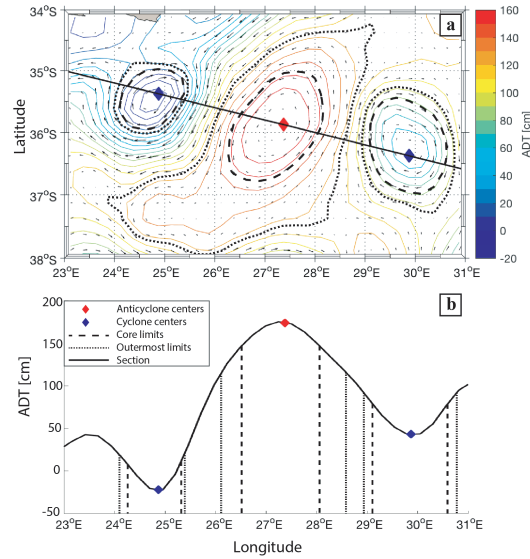 34°S
35°S
36°S
37°S
38°S
Latitude
a
23°E 24°E 25°E 26°E 27°E 28°E 29°E 30°E 31°E
160
140
120
100
80
60
40
20
0
-20
ADT [cm]
b
Anticyclone centers
Cyclone centers
Core limits
Outermost limits
Section
200
150
100
50
0
-50
ADT [cm]
23°E 24°E 25°E 26°E 27°E 28°E 29°E 30°E 31°E
Longitude